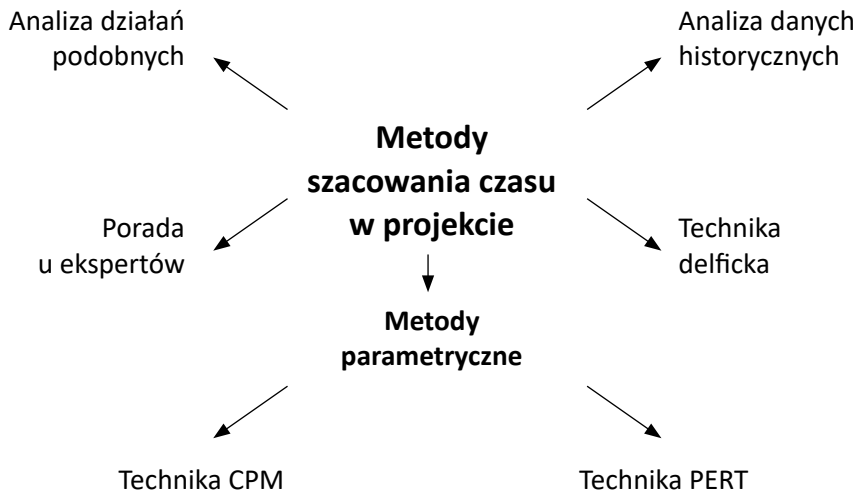 Analiza działań
podobnych
Analiza danych
historycznych
Metody
szacowania czasu
w projekcie
Porada
u ekspertów
Technika
delficka
Metody
parametryczne
Technika CPM
Technika PERT